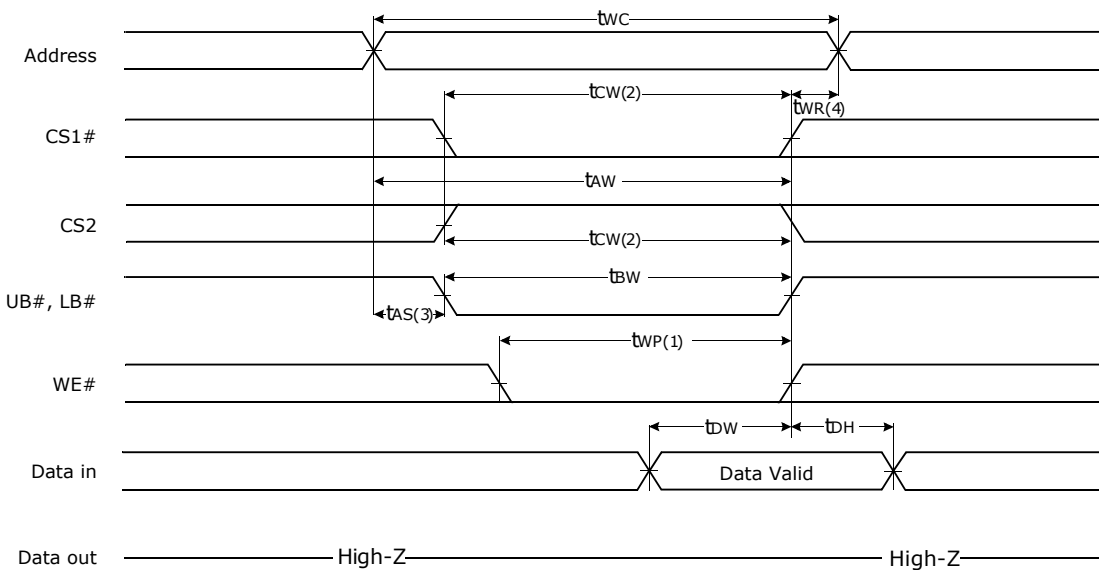 tWC
Address
tCW(2)
tWR(4)
CS1#
tAW
CS2
tCW(2)
tBW
UB#, LB#
tAS(3)
tWP(1)
WE#
tDW
tDH
Data in
Data Valid
Data out
High-Z
High-Z